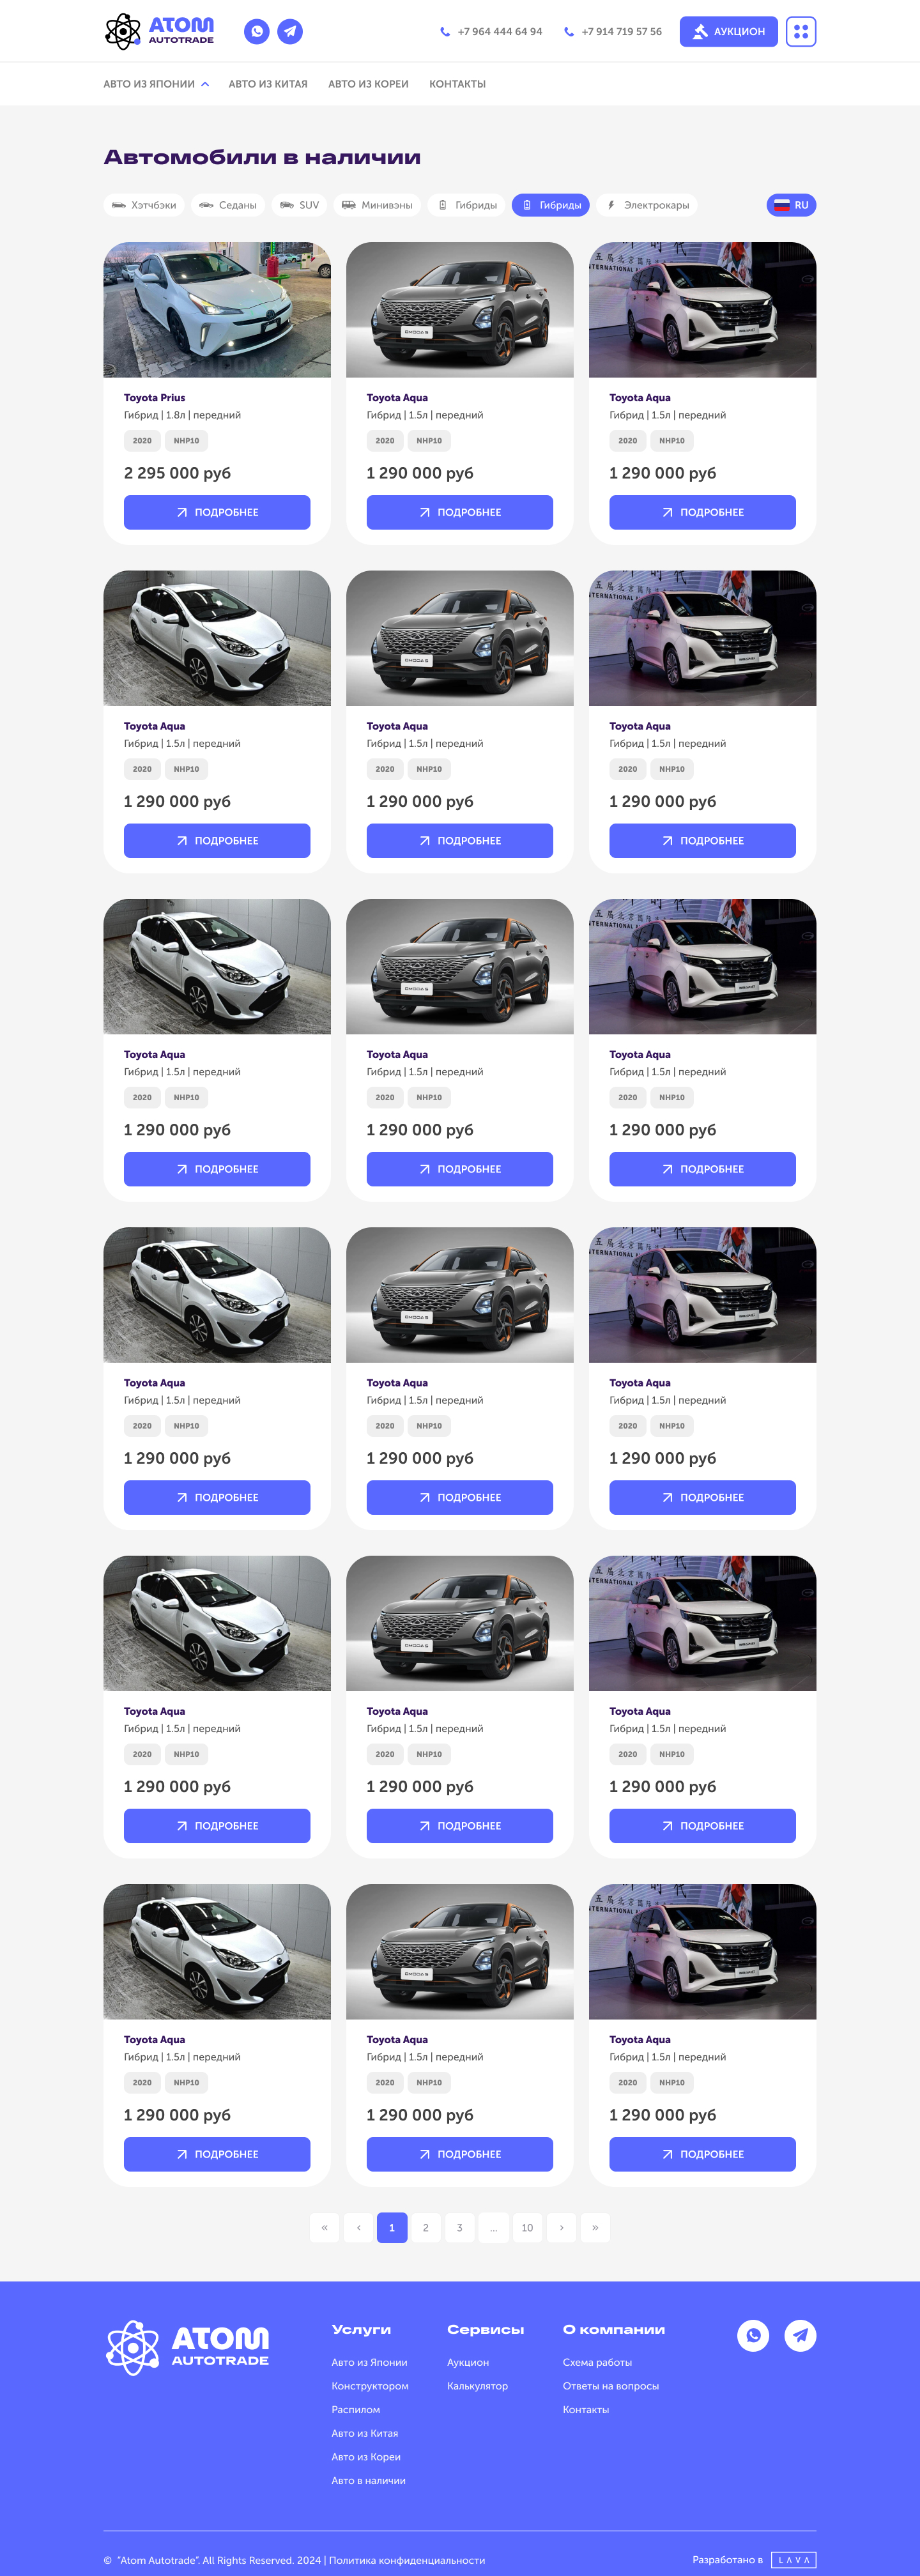 ATOM
AUTOTRADE
+7 964 444 64 94
+7 914 719 57 56
АУКЦИОН
АВТО ИЗ ЯПОНИИ
АВТО ИЗ КИТАЯ
АВТО ИЗ КОРЕИ
КОНТАКТЫ
Автомобили в наличии
Хэтчбэки
Седаны
SUV
Минивэны
Гибриды
Гибриды
Электрокары
RU
Toyota Prius
Гибрид | 1.8л | передний
2020 NHP10
2 295 000 руб
ПОДРОБНЕЕ
Toyota Aqua
Гибрид | 1.5л | передний
2020 NHP10
1 290 000 руб
ПОДРОБНЕЕ
Toyota Aqua
Гибрид | 1.5л | передний
2020 NHP10
1 290 000 руб
ПОДРОБНЕЕ
Toyota Aqua
Гибрид | 1.5л | передний
2020 NHP10
1 290 000 руб
ПОДРОБНЕЕ
Toyota Aqua
Гибрид | 1.5л | передний
2020 NHP10
1 290 000 руб
ПОДРОБНЕЕ
Toyota Aqua
Гибрид | 1.5л | передний
2020 NHP10
1 290 000 руб
ПОДРОБНЕЕ
Toyota Aqua
Гибрид | 1.5л | передний
2020 NHP10
1 290 000 руб
ПОДРОБНЕЕ
Toyota Aqua
Гибрид | 1.5л | передний
2020 NHP10
1 290 000 руб
ПОДРОБНЕЕ
Toyota Aqua
Гибрид | 1.5л | передний
2020 NHP10
1 290 000 руб
ПОДРОБНЕЕ
Toyota Aqua
Гибрид | 1.5л | передний
2020 NHP10
1 290 000 руб
ПОДРОБНЕЕ
Toyota Aqua
Гибрид | 1.5л | передний
2020 NHP10
1 290 000 руб
ПОДРОБНЕЕ
Toyota Aqua
Гибрид | 1.5л | передний
2020 NHP10
1 290 000 руб
ПОДРОБНЕЕ
Toyota Aqua
Гибрид | 1.5л | передний
2020 NHP10
1 290 000 руб
ПОДРОБНЕЕ
Toyota Aqua
Гибрид | 1.5л | передний
2020 NHP10
1 290 000 руб
ПОДРОБНЕЕ
Toyota Aqua
Гибрид | 1.5л | передний
2020 NHP10
1 290 000 руб
ПОДРОБНЕЕ
Toyota Aqua
Гибрид | 1.5л | передний
2020 NHP10
1 290 000 руб
ПОДРОБНЕЕ
Toyota Aqua
Гибрид | 1.5л | передний
2020 NHP10
1 290 000 руб
ПОДРОБНЕЕ
Toyota Aqua
Гибрид | 1.5л | передний
2020 NHP10
1 290 000 руб
ПОДРОБНЕЕ
« ‹ 1 2 3 ... 10 › »
ATOM
AUTOTRADE
Услуги
Авто из Японии
Конструктором
Распилом
Авто из Китая
Авто из Кореи
Авто в наличии
Сервисы
Аукцион
Калькулятор
О компании
Схема работы
Ответы на вопросы
Контакты
© "Atom Autotrade". All Rights Reserved. 2024 | Политика конфиденциальности
Разработано в LΛVΛ